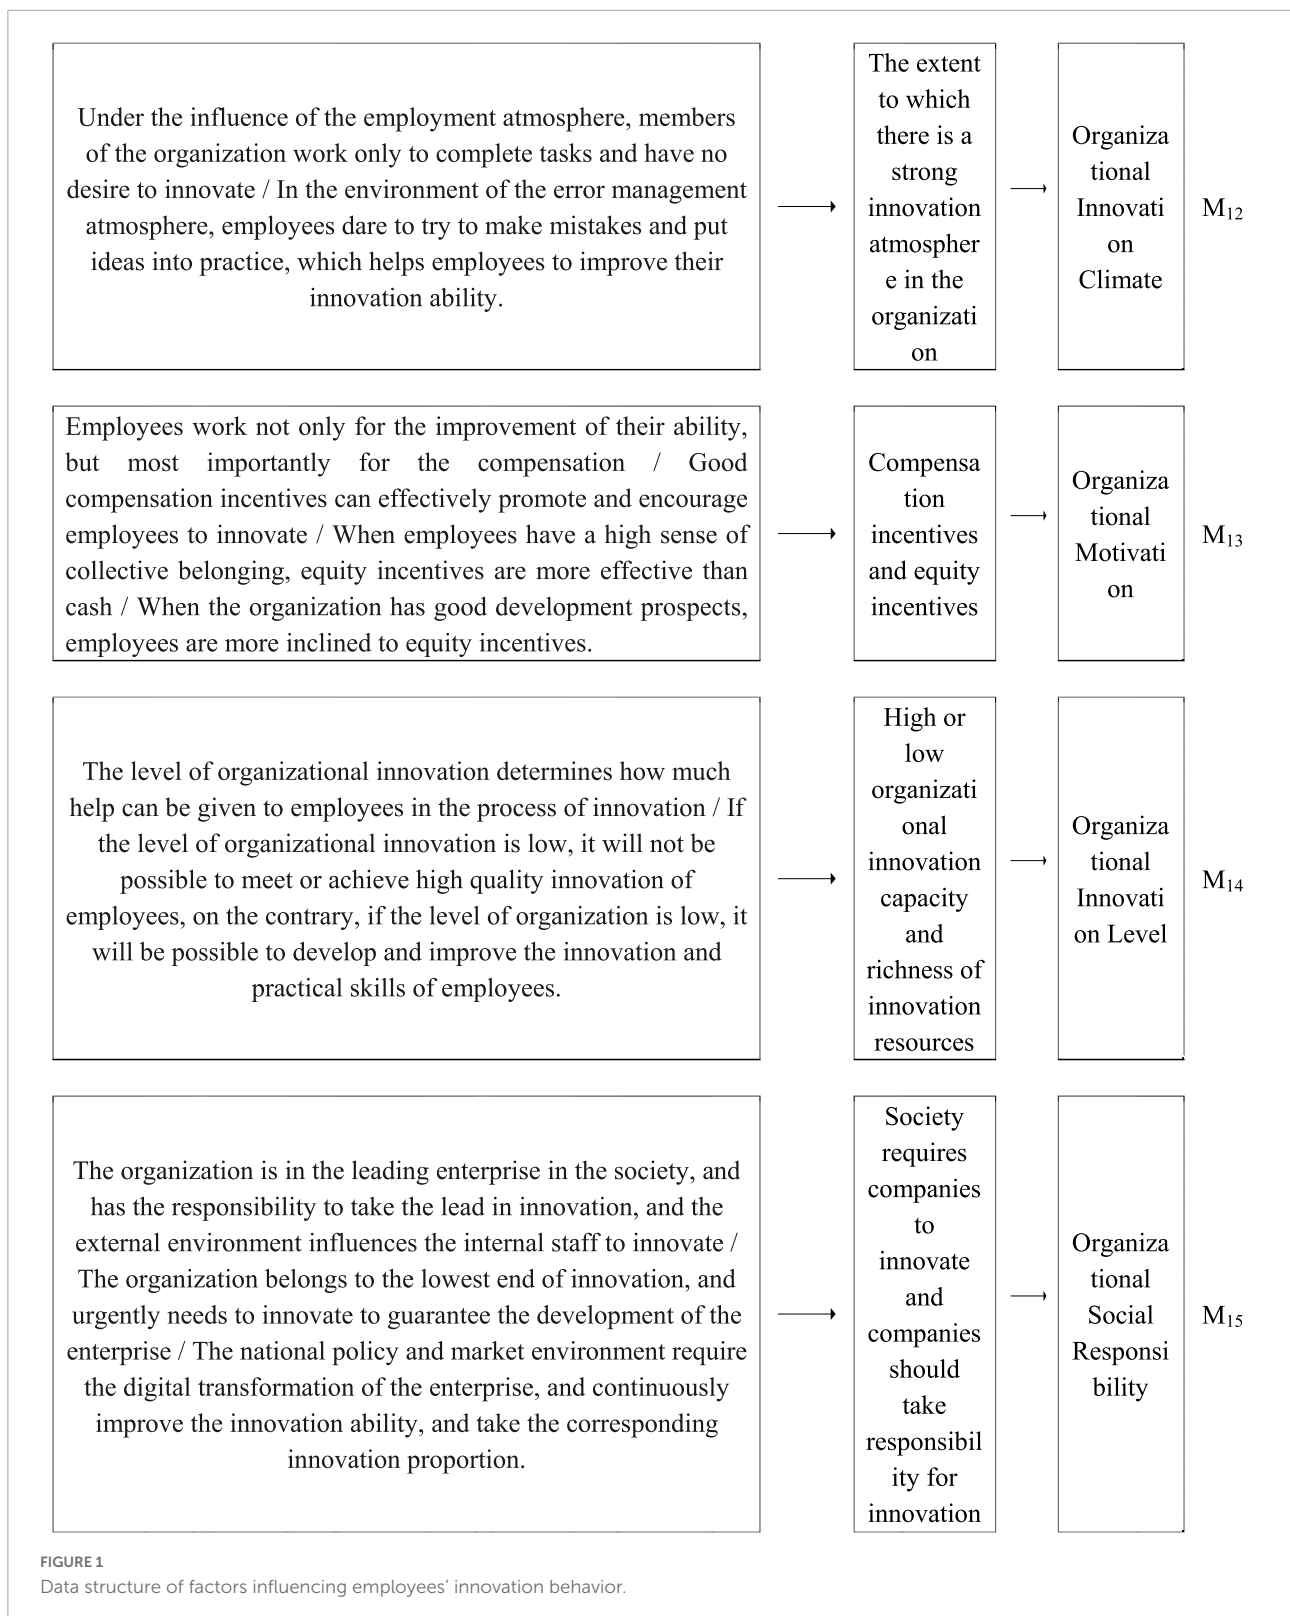 Under the influence of the employment atmosphere, members
of the organization work only to complete tasks and have no
desire to innovate / In the environment of the error management
atmosphere, employees dare to try to make mistakes and put
ideas into practice, which helps employees to improve their
innovation ability.
The extent
to which
there is a
strong
innovation
atmospher
e in the
organizati
on
Organiza
tional
Innovati
on
Climate
M12
Employees work not only for the improvement of their ability,
but most importantly for the compensation / Good
compensation incentives can effectively promote and encourage
employees to innovate / When employees have a high sense of
collective belonging, equity incentives are more effective than
cash / When the organization has good development prospects,
employees are more inclined to equity incentives.
Compensa
tion
incentives
and equity
incentives
Organiza
tional
Motivati
on
M13
The level of organizational innovation determines how much
help can be given to employees in the process of innovation / If
the level of organizational innovation is low, it will not be
possible to meet or achieve high quality innovation of
employees, on the contrary, if the level of organization is low, it
will be possible to develop and improve the innovation and
practical skills of employees.
High or
low
organizati
onal
innovation
capacity
and
richness of
innovation
resources
Organiza
tional
Innovati
on Level
M14
The organization is in the leading enterprise in the society, and
has the responsibility to take the lead in innovation, and the
external environment influences the internal staff to innovate /
The organization belongs to the lowest end of innovation, and
urgently needs to innovate to guarantee the development of the
enterprise / The national policy and market environment require
the digital transformation of the enterprise, and continuously
improve the innovation ability, and take the corresponding
innovation proportion.
Society
requires
companies
to
innovate
and
companies
should
take
responsibil
ity for
innovation
Organiza
tional
Social
Responsi
bility
M15
FIGURE 1
Data structure of factors influencing employees' innovation behavior.